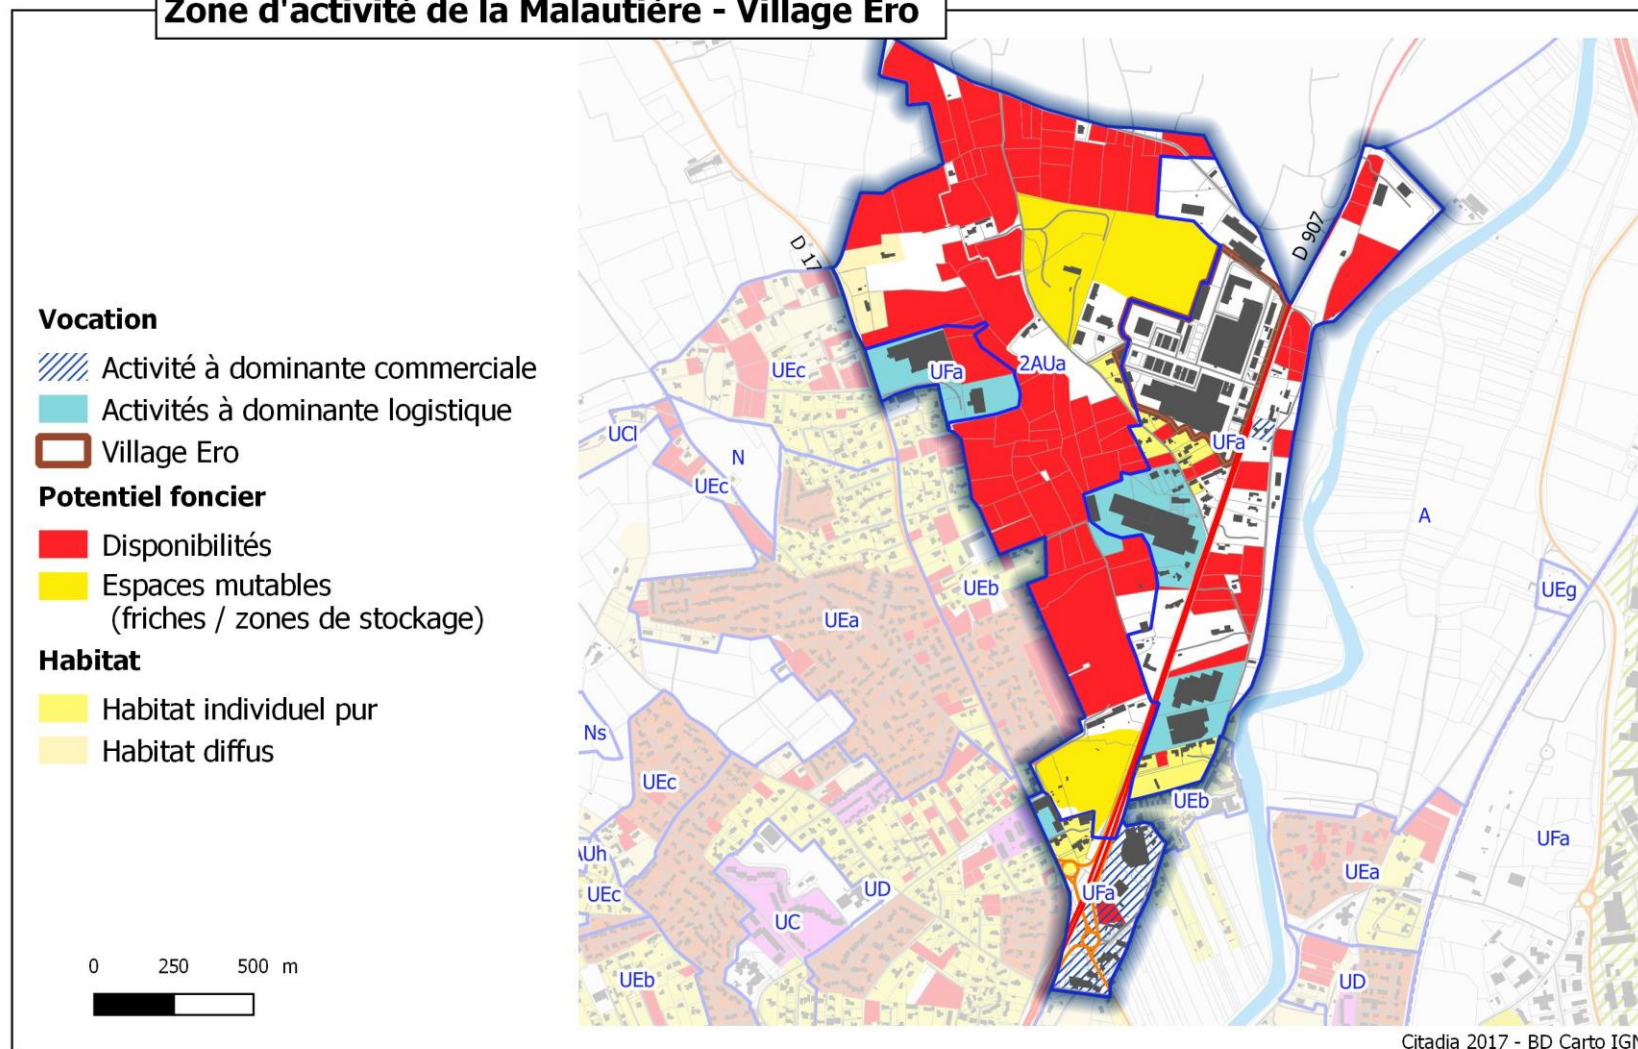 Zone d'activité de la Malautière - Village Ero
Vocation
Activité à dominante commerciale
Activités à dominante logistique
Village Ero
Potentiel foncier
Disponibilités
Espaces mutables
(friches / zones de stockage)
Habitat
Habitat individuel pur
Habitat diffus
0 250 500 m
D 17
D 907
UEc
UFa
2AUa
UCl
N
UEc
UFa
A
UEb
UEg
UEa
Ns
UEc
UEb
AUh
UEc
UD
UC
UFa
UEa
UFa
UEb
UD
Citadia 2017 - BD Carto IGN